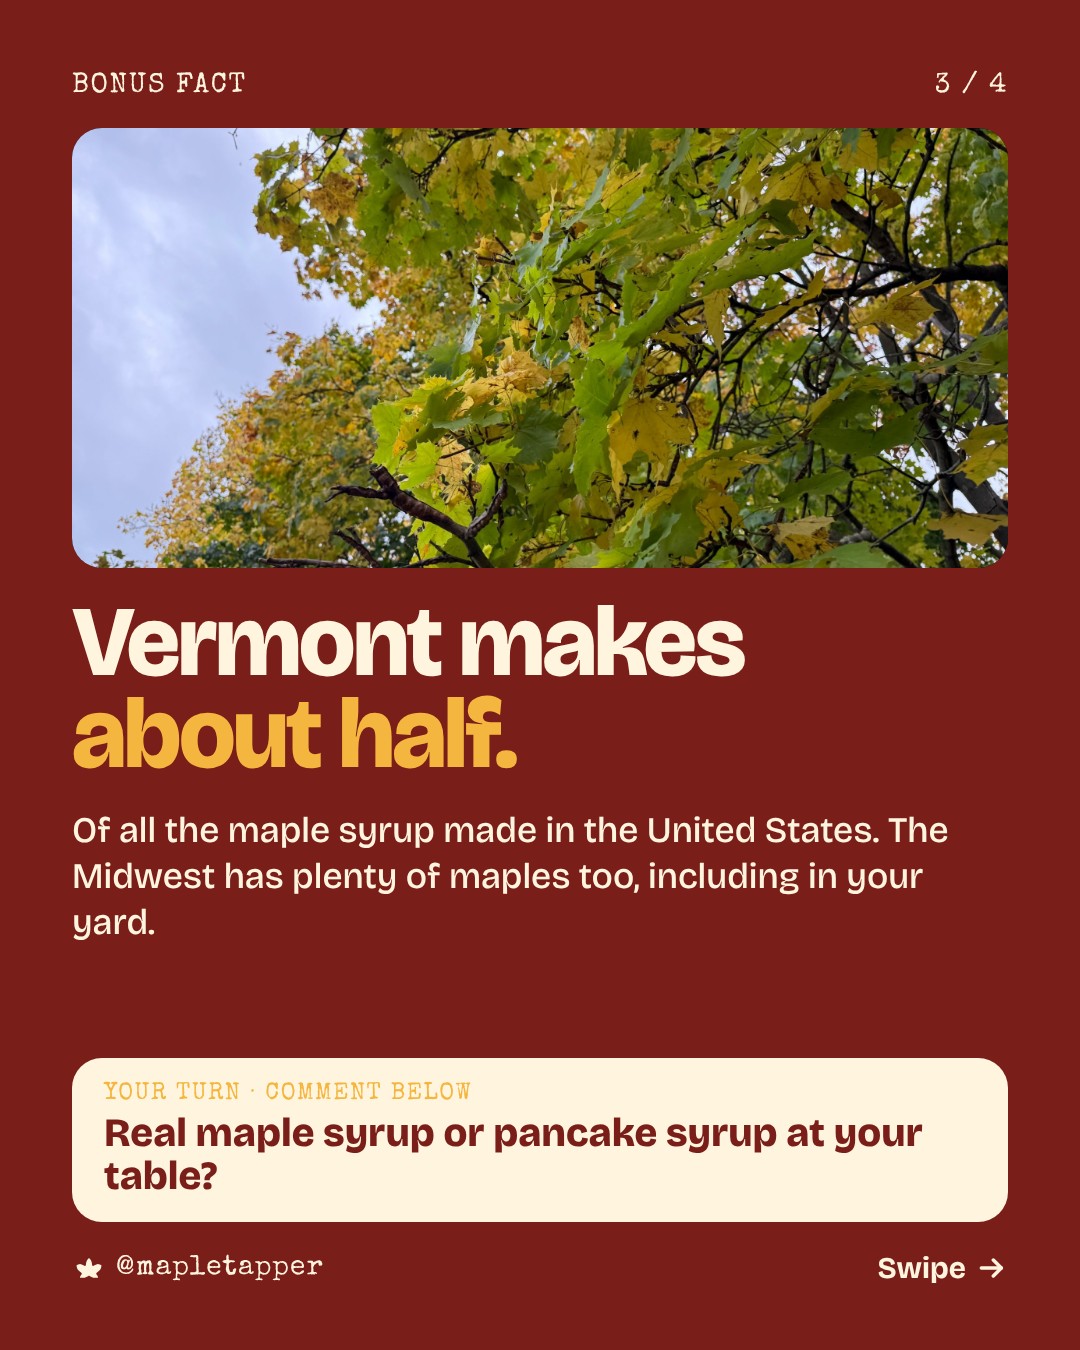 BONUS FACT
3 / 4
Vermont makes
about half.
Of all the maple syrup made in the United States. The
Midwest has plenty of maples too, including in your
yard.
YOUR TURN · COMMENT BELOW
Real maple syrup or pancake syrup at your
table?
@mapletapper
Swipe →